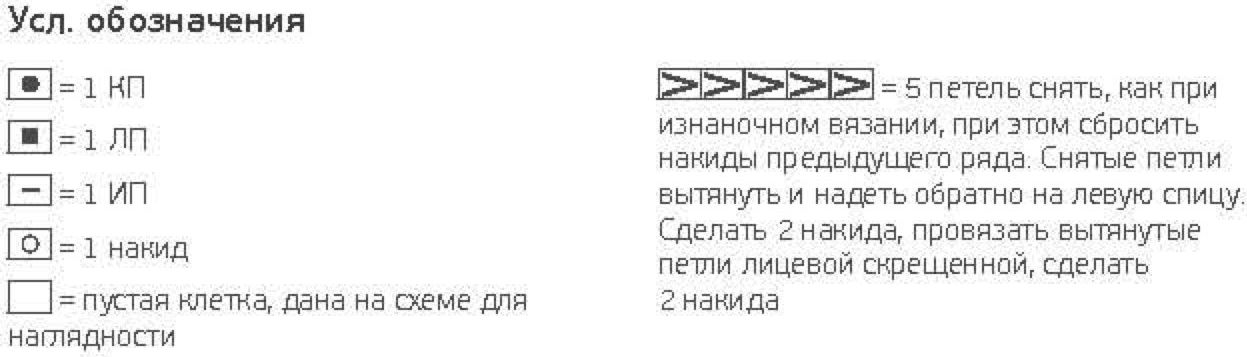 Усл. обозначения
= 1 КП
= 1 ЛП
= 1 ИП
= 1 накид
= пустая клетка, дана на схеме для
наглядности
= 5 петель снять, как при
изнаночном вязании, при этом сбросить
накиды предыдущего ряда. Снятые петли
вытянуть и надеть обратно на левую спицу.
Сделать 2 накида, провязать вытянутые
петли лицевой скрещенной, сделать
2 накида